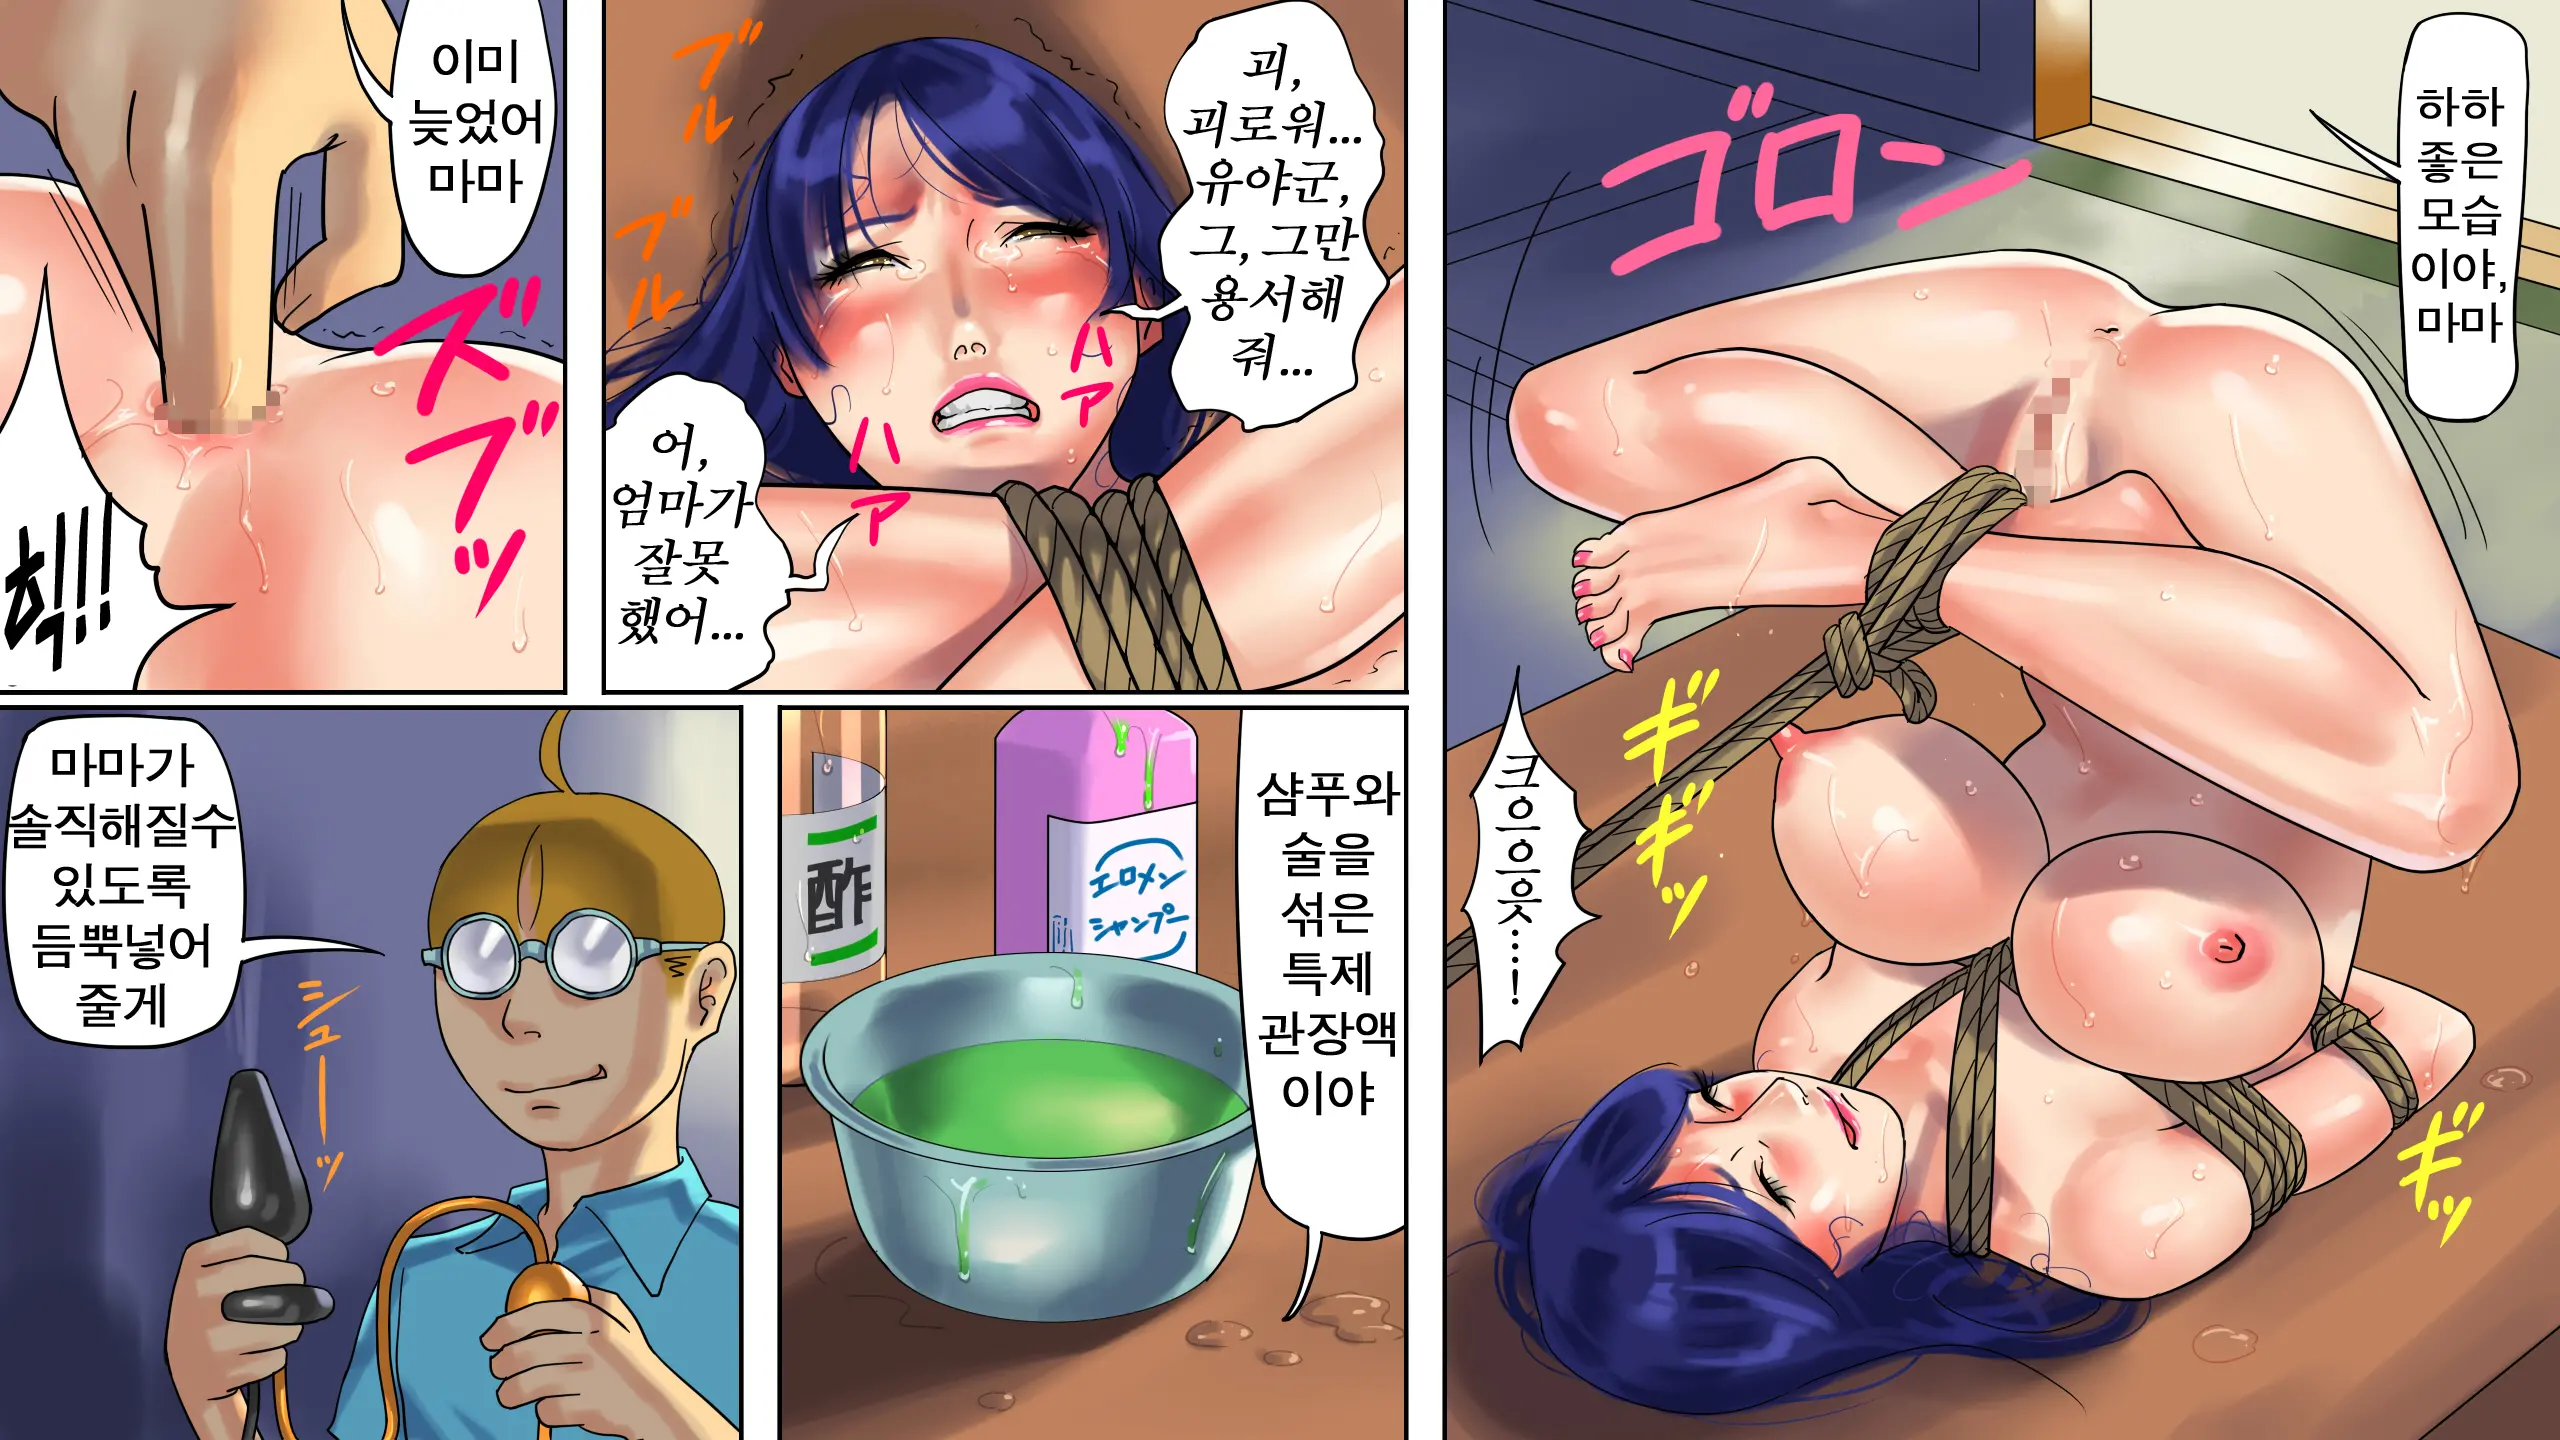 하하
좋은
모습
이야,
마마
ゴロン
크으으읏…!
ギギッ
ギッ
괴,
괴로워...
유야군,
그, 그만
용서해
줘...
ブル
ブル
ハァ
ハァ
어,
엄마가
잘못
했어...
이미
늦었어
마마
ズブッ
힉!!!
샴푸와
술을
섞은
특제
관장액
이야
酢
エロメン
シャンプー
마마가
솔직해질수
있도록
듬뿍넣어
줄게
シューッ